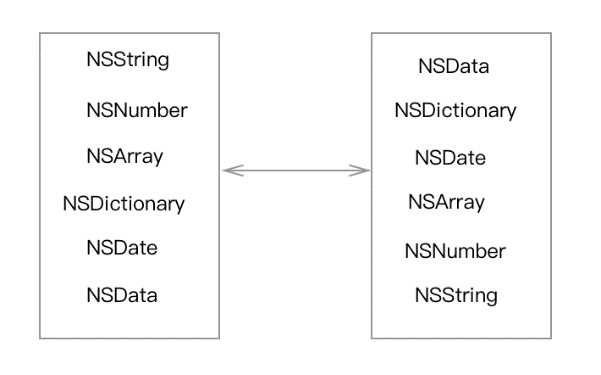 NSString
NSNumber
NSArray
NSDictionary
NSDate
NSData
NSData
NSDictionary
NSDate
NSArray
NSNumber
NSString